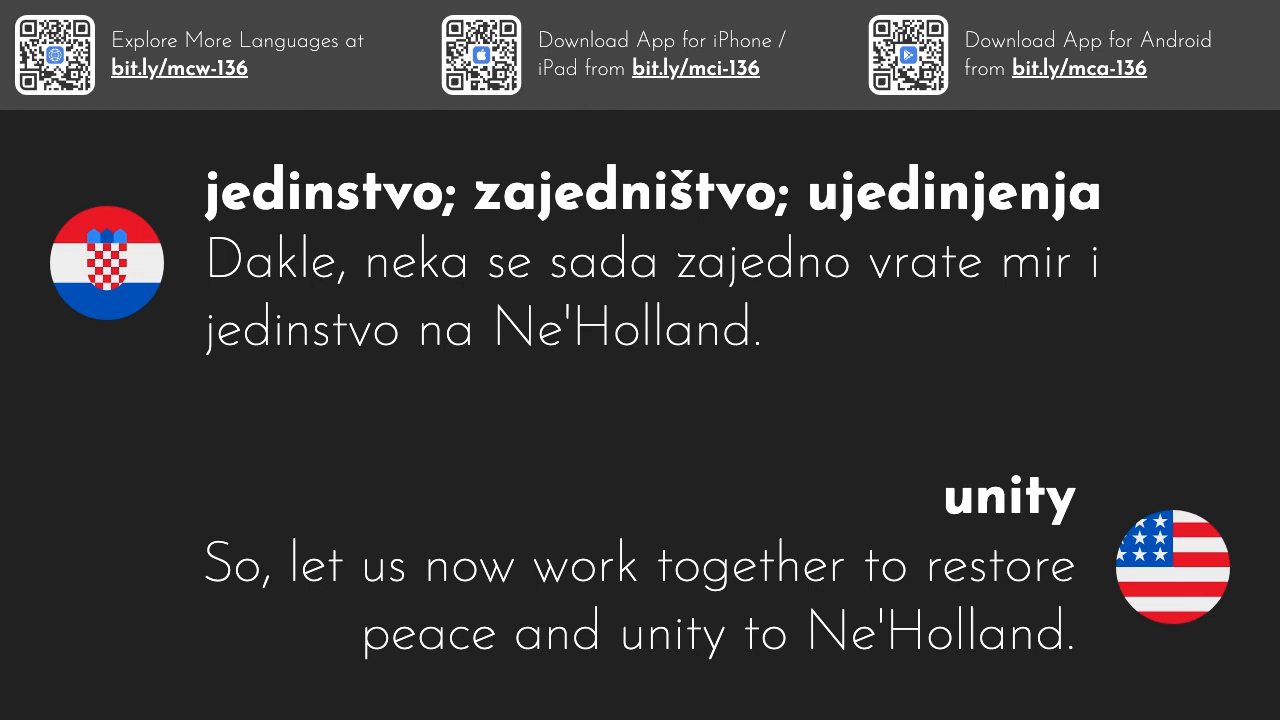 Explore More Languages at
bit.ly/mcw-136
Download App for iPhone /
iPad from bit.ly/mci-136
Download App for Android
from bit.ly/mca-136
jedinstvo; zajedništvo; ujedinjenja
Dakle, neka se sada zajedno vrate mir i
jedinstvo na Ne'Holland.
unity
So, let us now work together to restore
peace and unity to Ne'Holland.